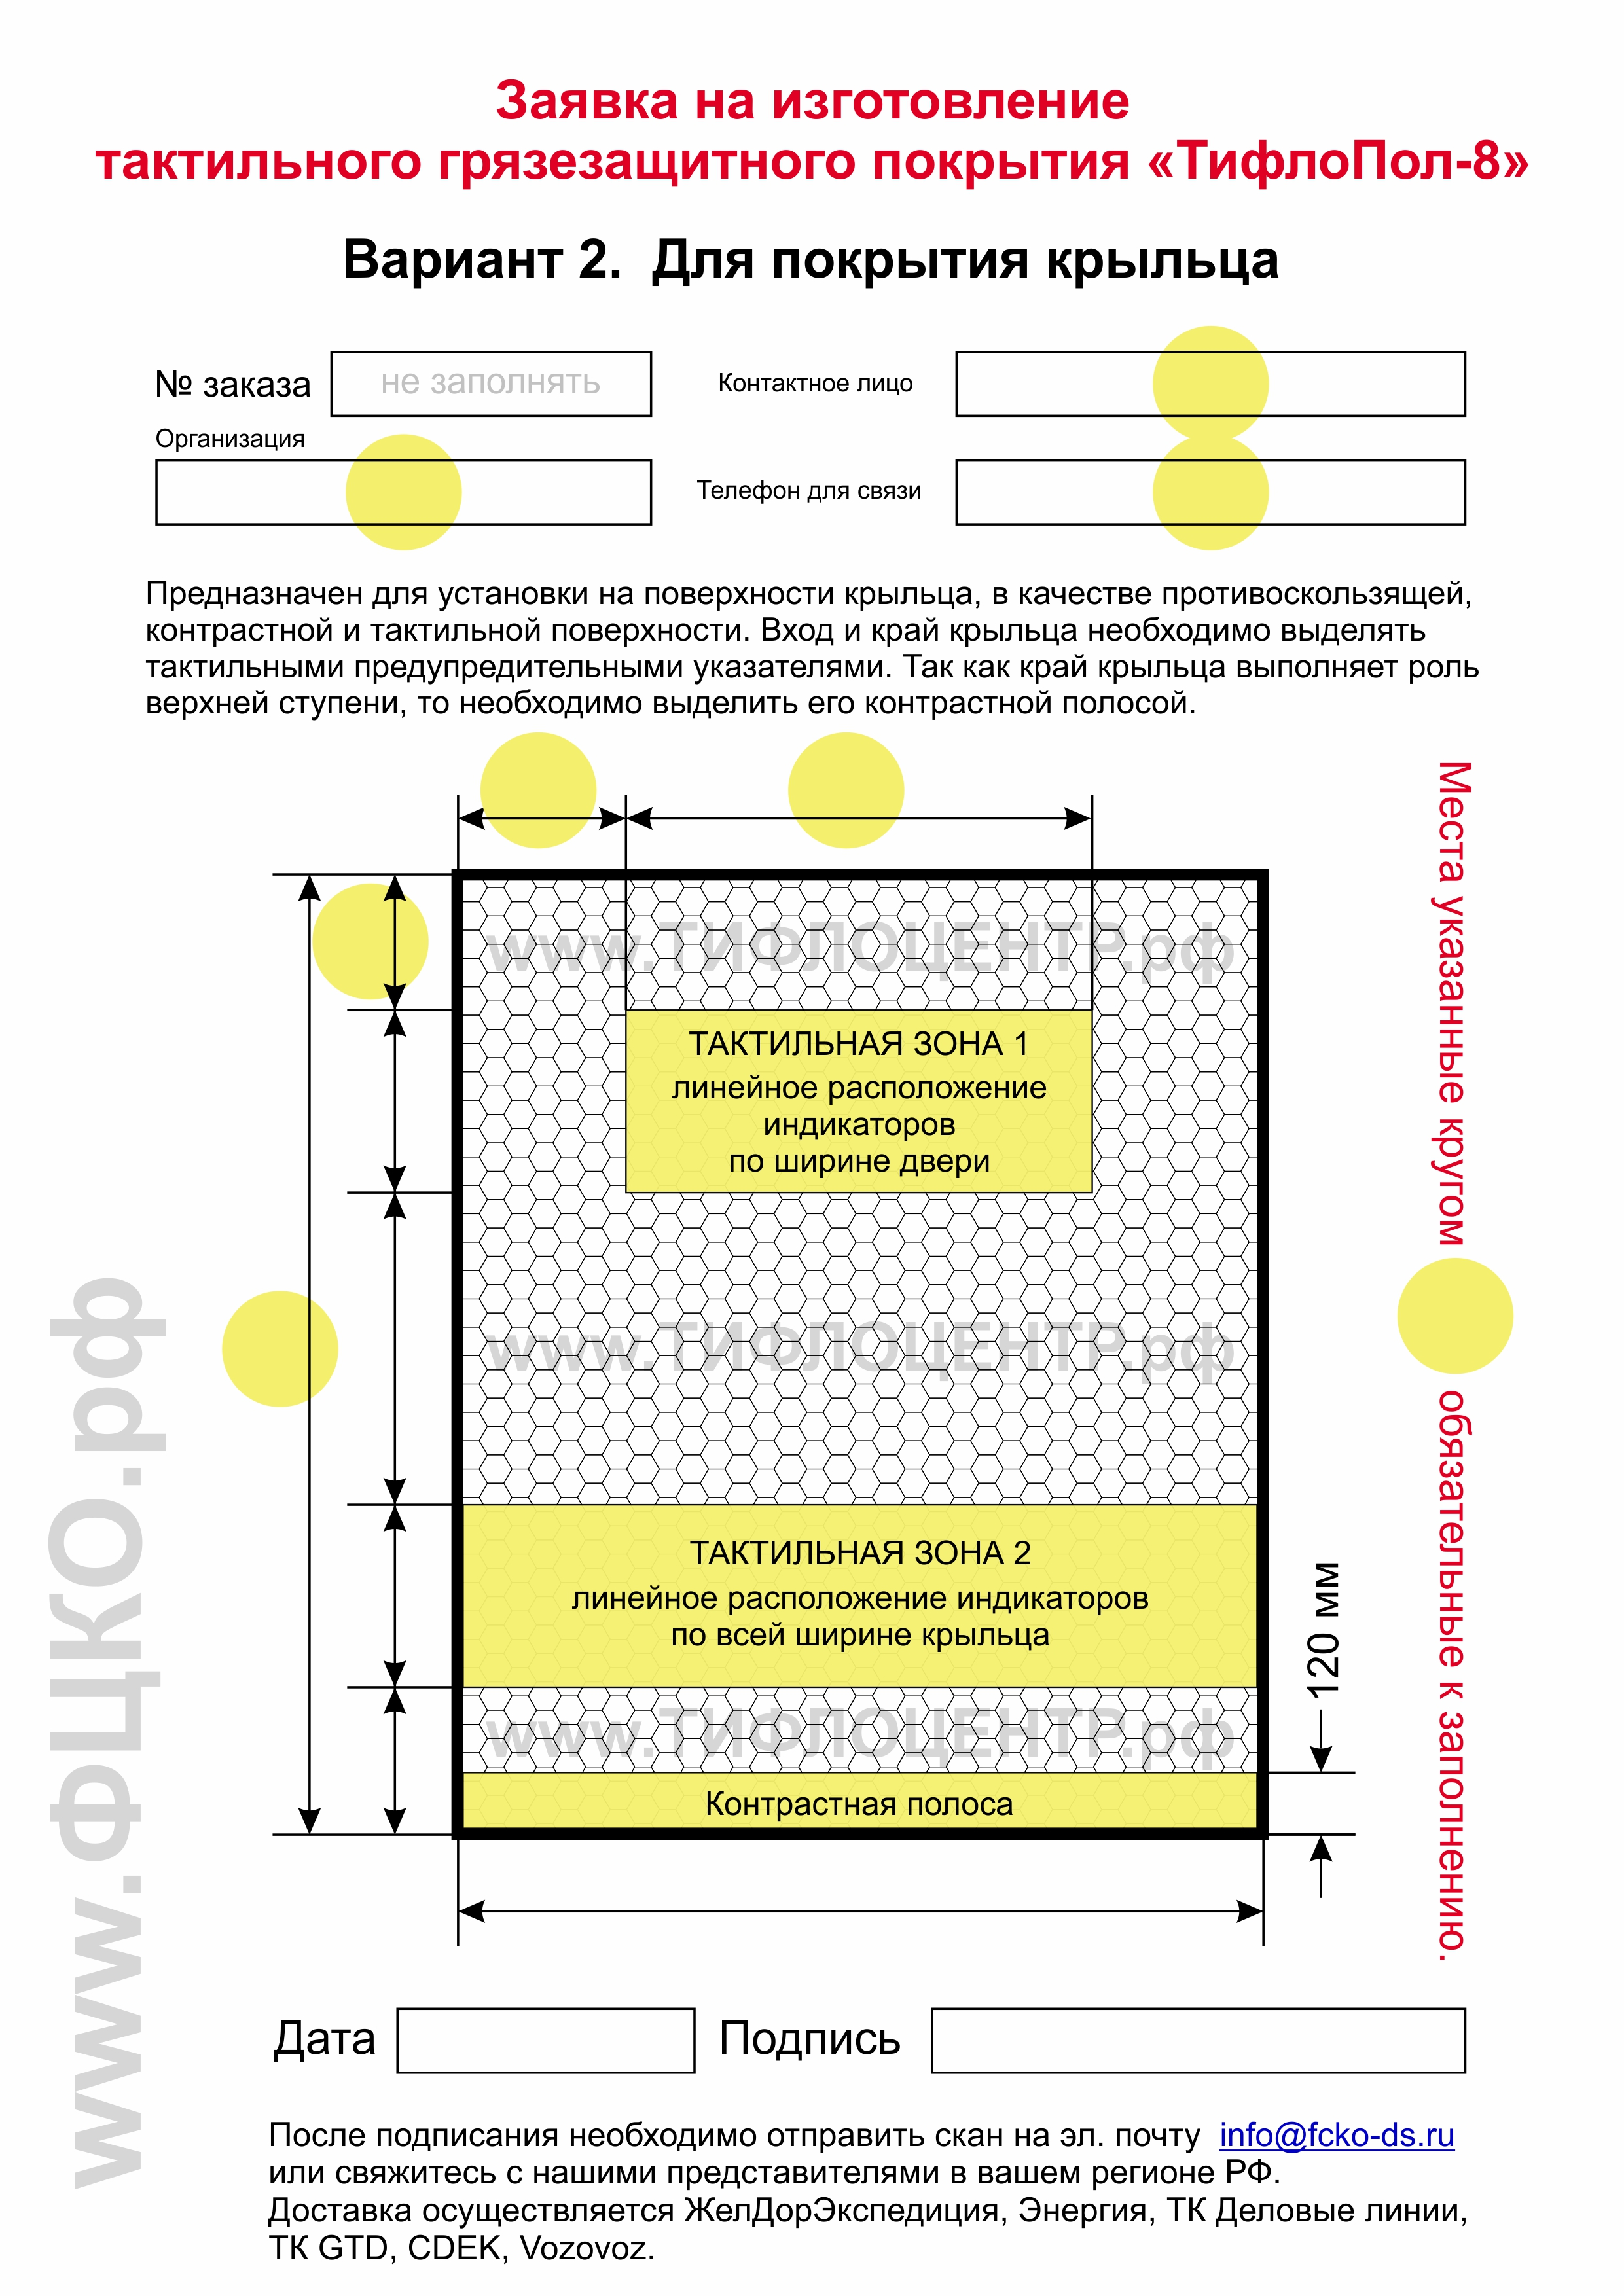 Заявка на изготовление
тактильного грязезащитного покрытия «ТифлоПол-8»
Вариант 2. Для покрытия крыльца
№ заказа
не заполнять
Контактное лицо
Организация
Телефон для связи
Предназначен для установки на поверхности крыльца, в качестве противоскользящей,
контрастной и тактильной поверхности. Вход и край крыльца необходимо выделять
тактильными предупредительными указателями. Так как край крыльца выполняет роль
верхней ступени, то необходимо выделить его контрастной полосой.
www.ТИФЛОЦЕНТР.рф
ТАКТИЛЬНАЯ ЗОНА 1
линейное расположение
индикаторов
по ширине двери
www.ТИФЛОЦЕНТР.рф
ТАКТИЛЬНАЯ ЗОНА 2
линейное расположение индикаторов
по всей ширине крыльца
www.ТИФЛОЦЕНТР.рф
Контрастная полоса
120 мм
Места указанные кругом обязательные к заполнению.
www.ФЦКО.рф
Дата
Подпись
После подписания необходимо отправить скан на эл. почту info@fcko-ds.ru
или свяжитесь с нашими представителями в вашем регионе РФ.
Доставка осуществляется ЖелДорЭкспедиция, Энергия, ТК Деловые линии,
ТК GTD, CDEK, Vozovoz.